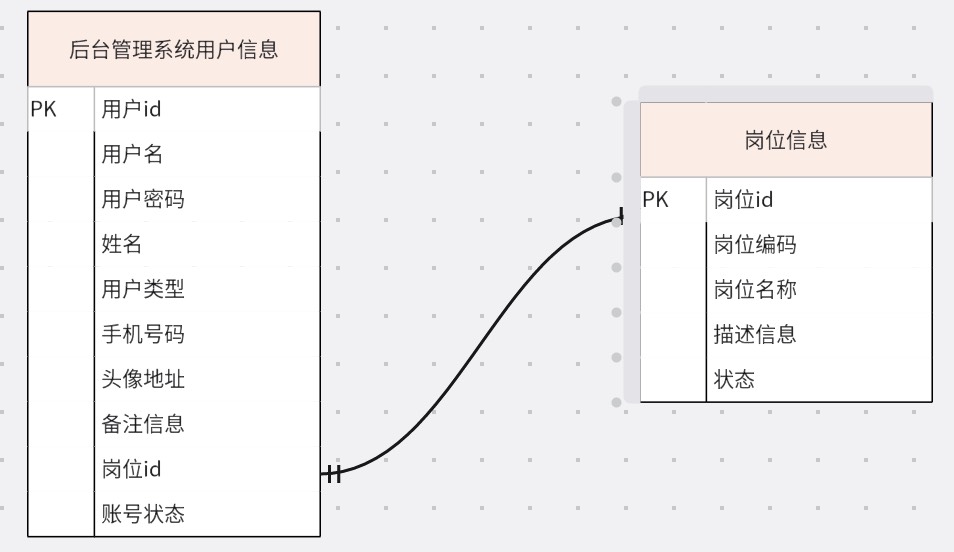 后台管理系统用户信息
PK 用户id
用户名
用户密码
姓名
用户类型
手机号码
头像地址
备注信息
岗位id
账号状态
岗位信息
PK 岗位id
岗位编码
岗位名称
描述信息
状态